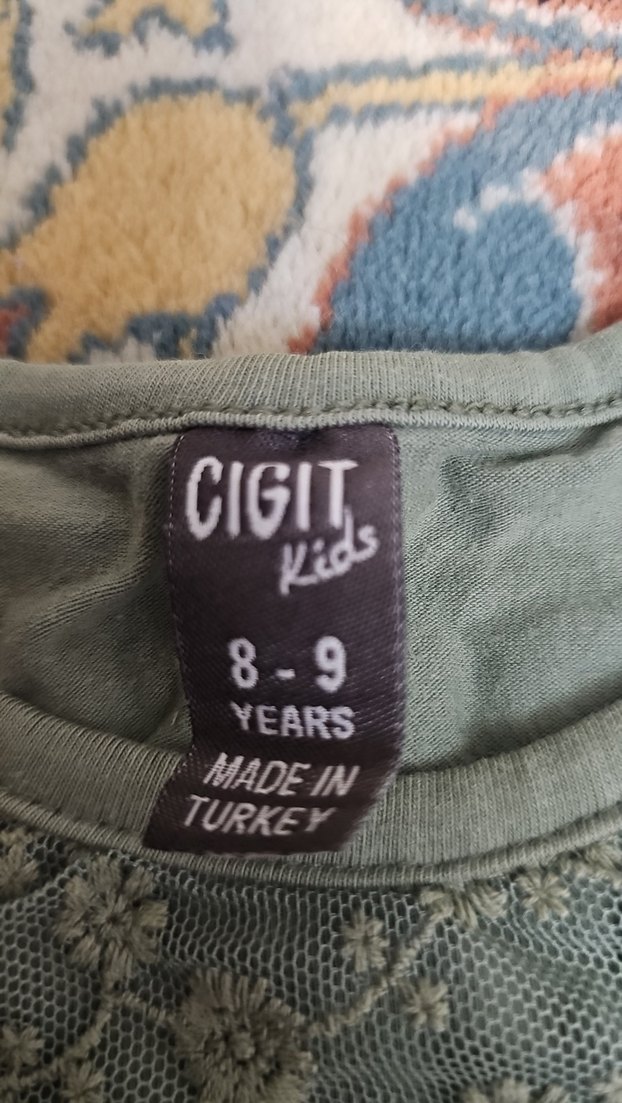 CIGIT
Kids
8 - 9
YEARS
MADE IN
TURKEY